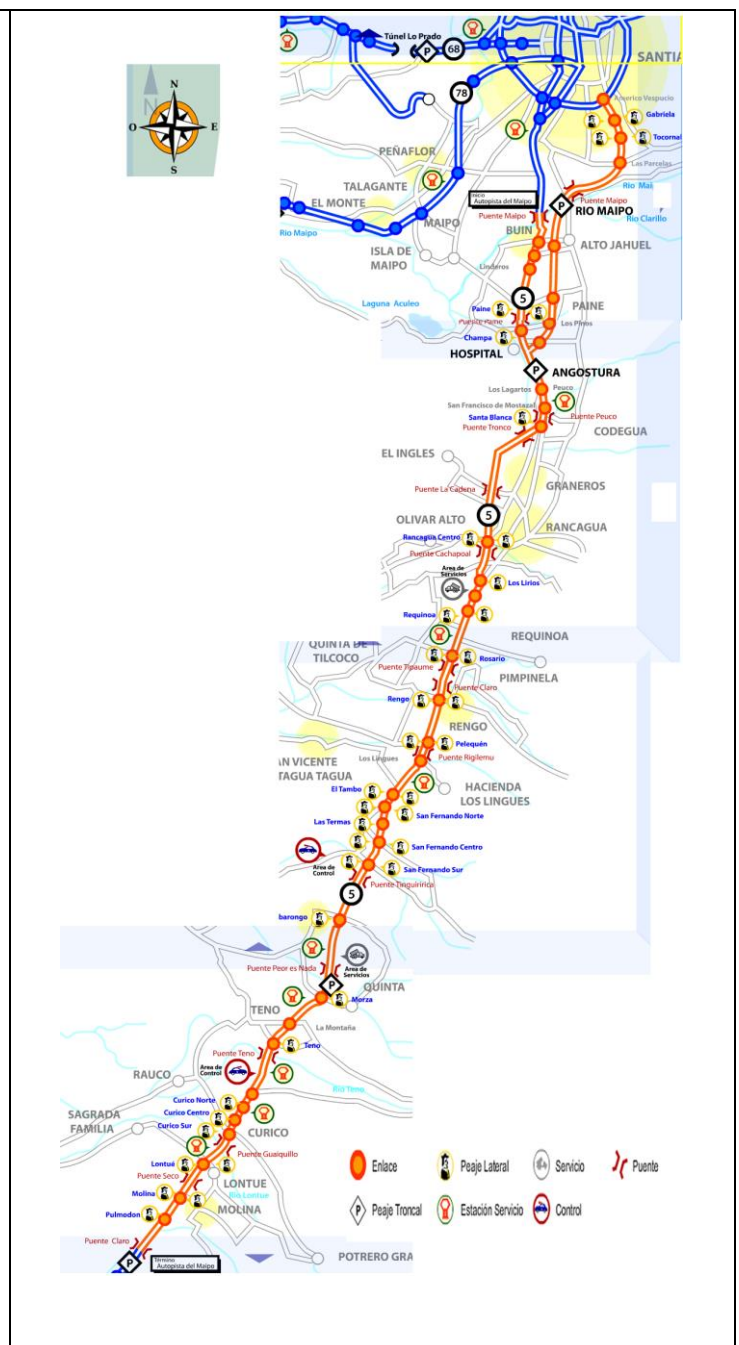 Túnel Lo Prado
P
68
SANTIA
N
N
O
E
S
78
Americo Vespucio
Gabriela
Tocornal
PEÑAFLOR
Las Parcelas
TALAGANTE
EL MONTE
Rio Mai
Inicio
Autopista del Maipo
Puente Maipo
Puente Maipo
P
RIO MAIPO
Rio Clarillo
MAIPO
BUIN
Rio Maipo
ALTO JAHUEL
ISLA DE
MAIPO
Linderos
5
Laguna Aculeo
Paine
PAINE
Puente Paine
Los Pinos
Champa
HOSPITAL
P
ANGOSTURA
Los Lagartos
Peuco
San Francisco de Mostazal
Santa Blanca
Puente Peuco
Puente Tronco
CODEGUA
EL INGLES
Puente La Cadena
GRANEROS
5
OLIVAR ALTO
RANCAGUA
Rancagua Centro
Puente Cachapoal
Area de
Servicios
Los Lirios
Requinoa
REQUINOA
QUINTA DE
TILCOCO
Rosario
Puente Tipaume
PIMPINELA
Puente Claro
Rengo
RENGO
Pelequén
AN VICENTE
TAGUA TAGUA
Los Lingues
Puente Rigilemu
El Tambo
HACIENDA
LOS LINGUES
San Fernando Norte
Las Termas
San Fernando Centro
Area de
Control
San Fernando Sur
Puente Tinguiririca
5
barongo
Puente Peor es Nada
Area de
Servicios
P
QUINTA
Morza
TENO
La Montaña
Teno
Puente Teno
Area de
Control
RAUCO
Rio Teno
Curico Norte
SAGRADA
FAMILIA
Curico Centro
Curico Sur
CURICO
Puente Guaiquillo
Lontué
Puente Seco
LONTUE
Molina
Rio Lontue
MOLINA
Pulmodon
Puente Claro
P
Término
Autopista del Maipo
POTRERO GRA
Enlace
Peaje Lateral
Servicio
Puente
P
Peaje Troncal
Estación Servicio
Control